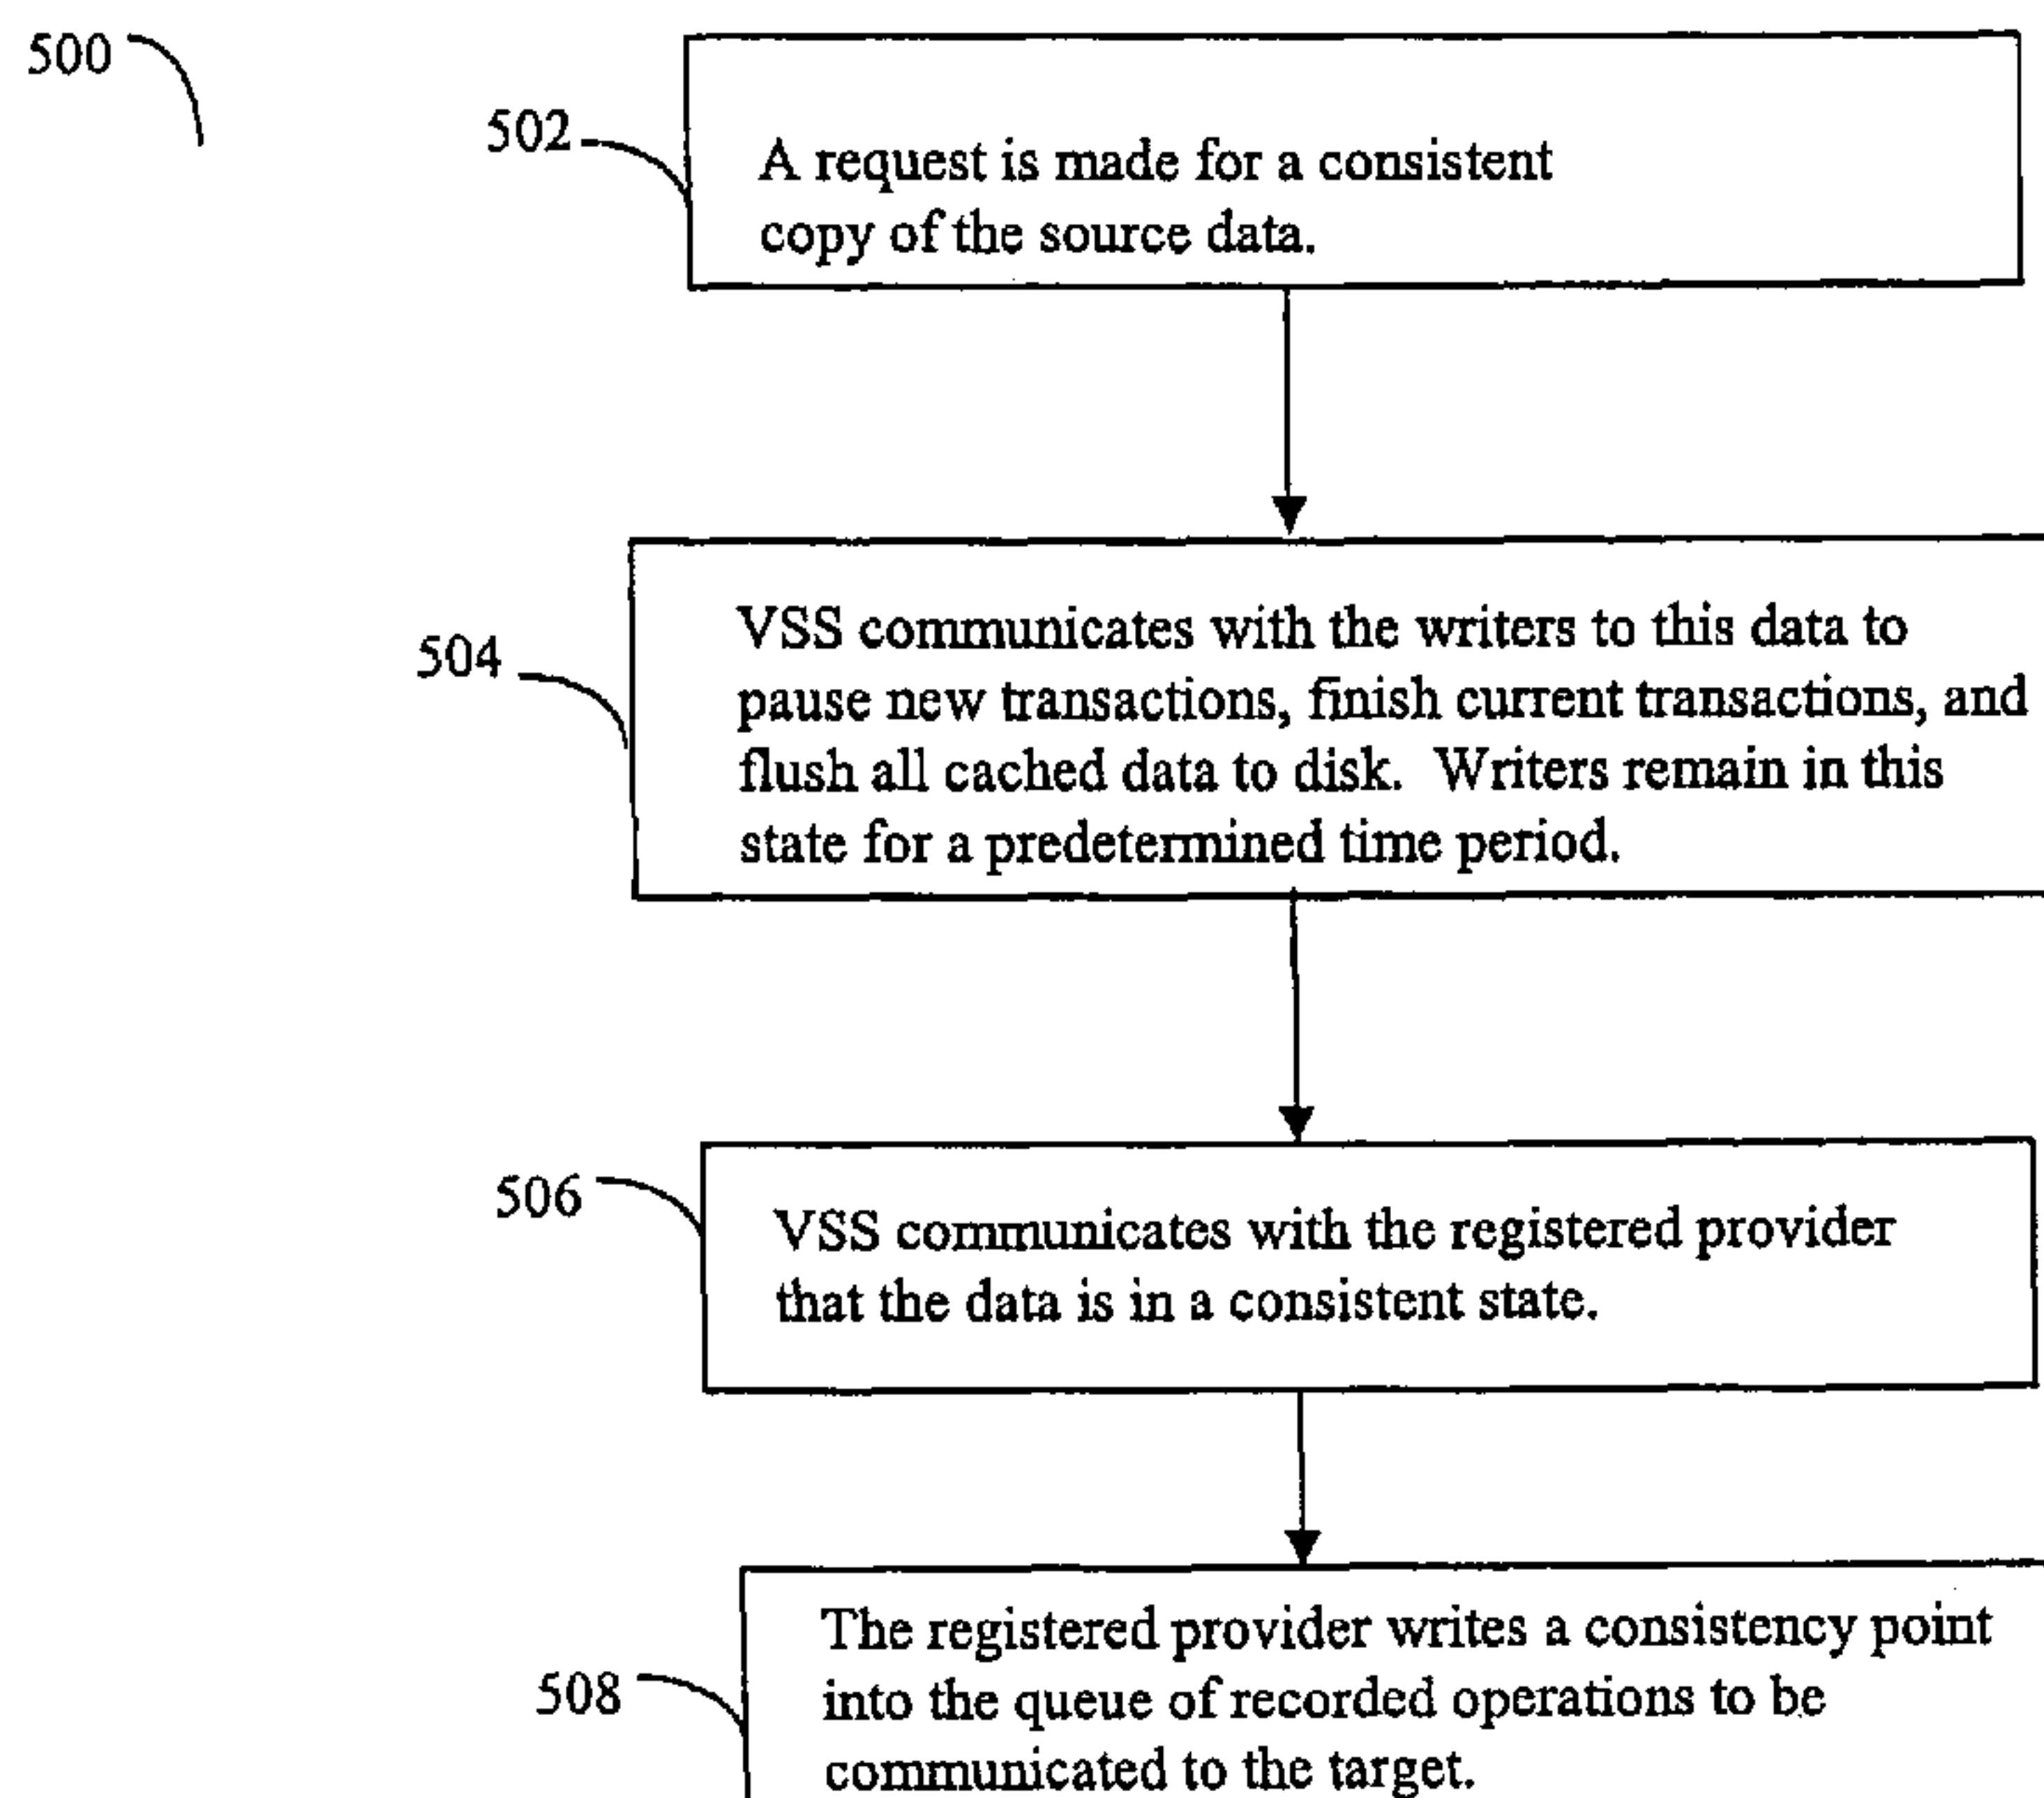 500
502
A request is made for a consistent
copy of the source data.
504
VSS communicates with the writers to this data to
pause new transactions, finish current transactions, and
flush all cached data to disk. Writers remain in this
state for a predetermined time period.
506
VSS communicates with the registered provider
that the data is in a consistent state.
508
The registered provider writes a consistency point
into the queue of recorded operations to be
communicated to the target.